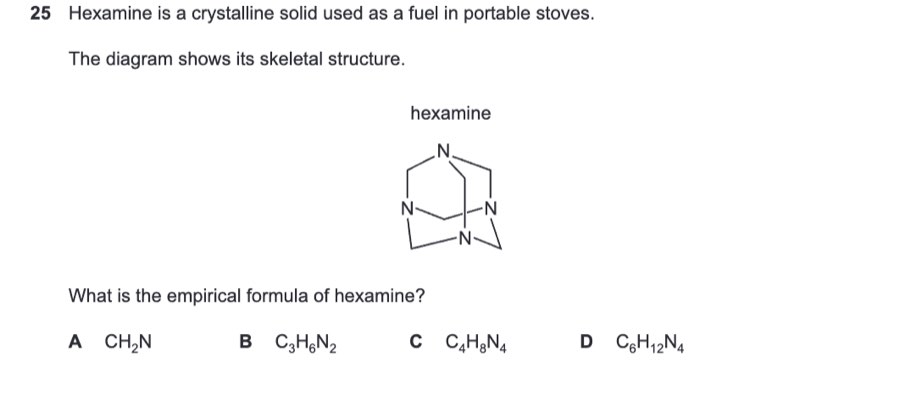 25 Hexamine is a crystalline solid used as a fuel in portable stoves.
The diagram shows its skeletal structure.
hexamine
N
N N
N
What is the empirical formula of hexamine?
A CH₂N B C₃H₆N₂ C C₄H₈N₄ D C₆H₁₂N₄